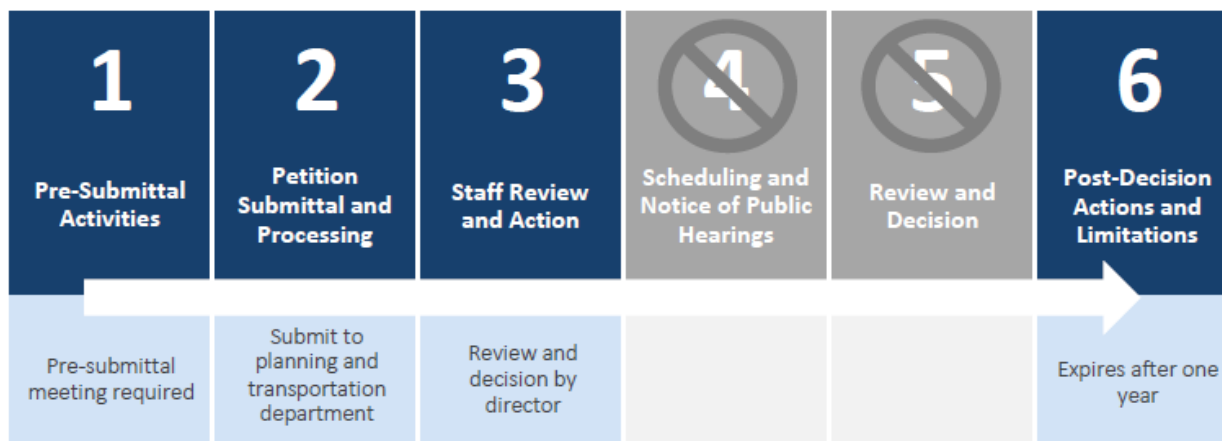 1
Pre-Submittal
Activities
Pre-submittal
meeting required
2
Petition
Submittal and
Processing
Submit to
planning and
transportation
department
3
Staff Review
and Action
Review and
decision by
director
4
Scheduling and
Notice of Public
Hearings
5
Review and
Decision
6
Post-Decision
Actions and
Limitations
Expires after one
year